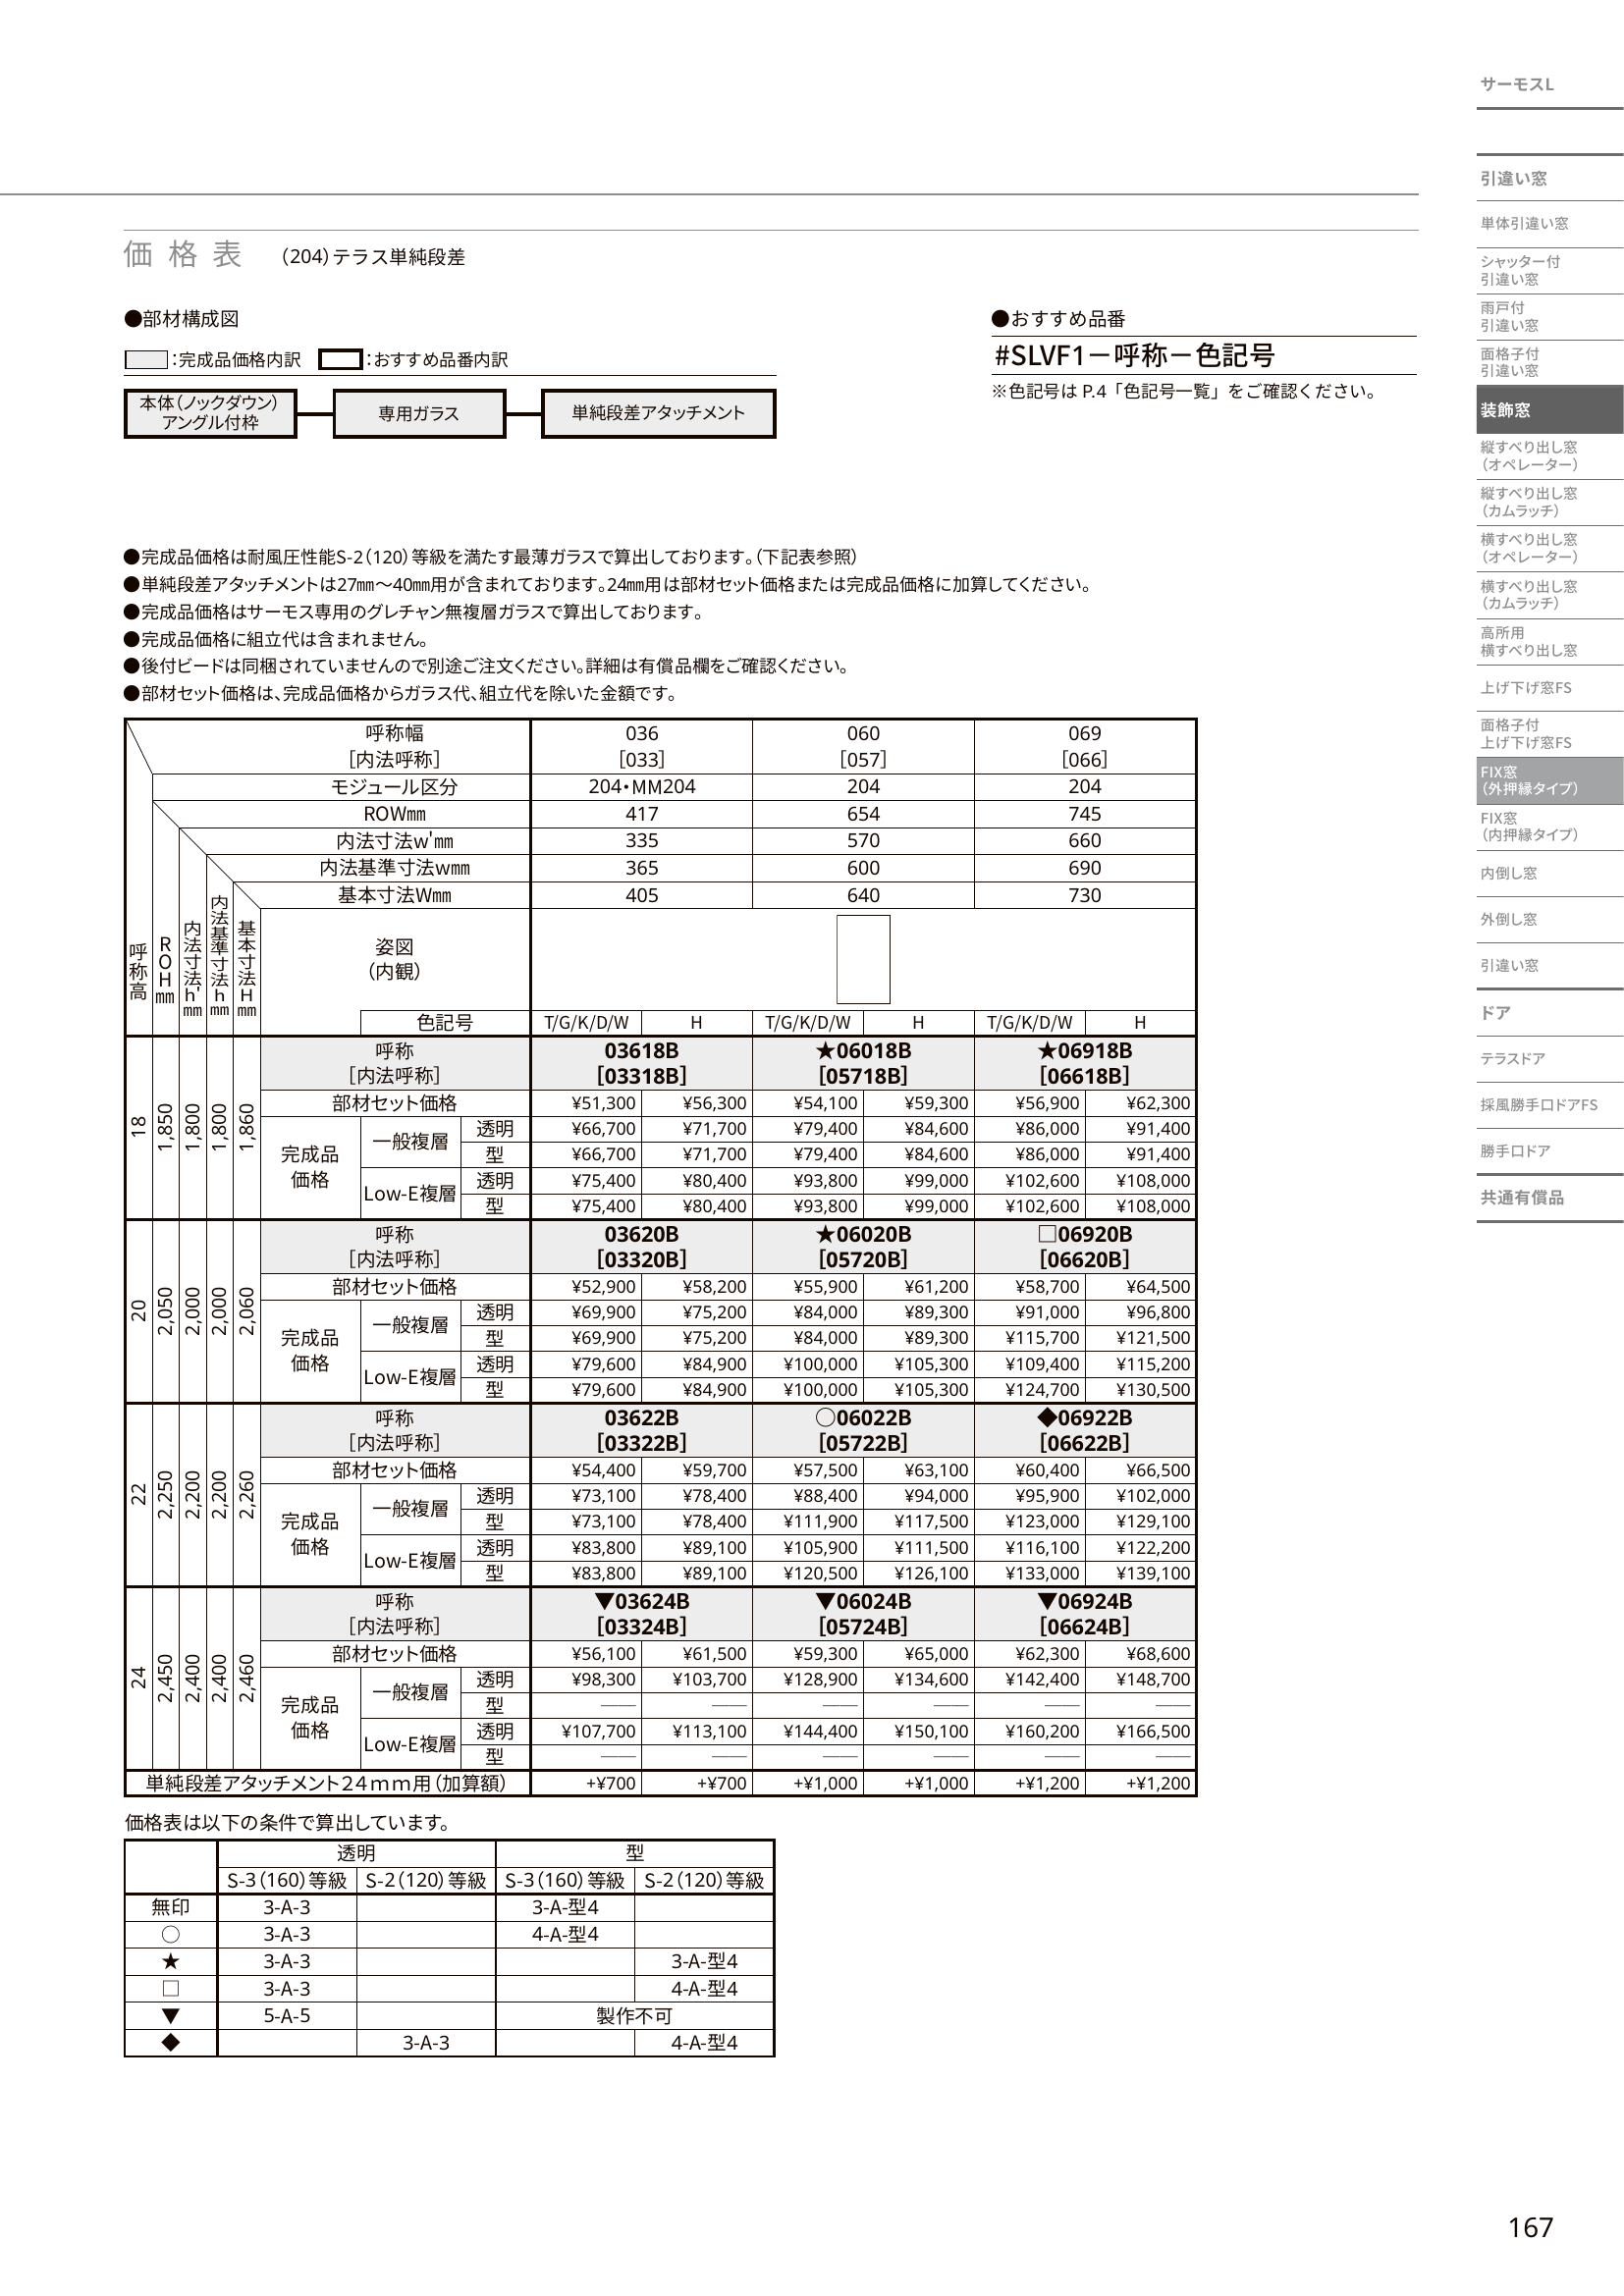 価格表 （204）テラス単純段差
●部材構成図
：完成品価格内訳 ：おすすめ品番内訳
本体（ノックダウン）
アングル付枠
専用ガラス
単純段差アタッチメント
●おすすめ品番
#SLVF1－呼称－色記号
※色記号は P.4「色記号一覧」をご確認ください。
●完成品価格は耐風圧性能S-2（120）等級を満たす最薄ガラスで算出しております。（下記表参照）
●単純段差アタッチメントは27㎜～40㎜用が含まれております。24㎜用は部材セット価格または完成品価格に加算してください。
●完成品価格はサーモス専用のグレチャン無複層ガラスで算出しております。
●完成品価格に組立代は含まれません。
●後付ビードは同梱されていませんので別途ご注文ください。詳細は有償品欄をご確認ください。
●部材セット価格は、完成品価格からガラス代、組立代を除いた金額です。
呼称幅 036 060 069
［内法呼称］ ［033］ ［057］ ［066］
モジュール区分 204・MM204 204 204
ROW㎜ 417 654 745
内法寸法w'㎜ 335 570 660
内法基準寸法w㎜ 365 600 690
基本寸法W㎜ 405 640 730
呼称高 ROH㎜ 内法寸法h'㎜ 内法基準寸法h㎜ 基本寸法H㎜
姿図
（内観）
色記号 T/G/K/D/W H T/G/K/D/W H T/G/K/D/W H
18 1,850 1,800 1,800 1,860
呼称 03618B ★06018B ★06918B
［内法呼称］ ［03318B］ ［05718B］ ［06618B］
部材セット価格 ¥51,300 ¥56,300 ¥54,100 ¥59,300 ¥56,900 ¥62,300
完成品価格 一般複層 透明 ¥66,700 ¥71,700 ¥79,400 ¥84,600 ¥86,000 ¥91,400
型 ¥66,700 ¥71,700 ¥79,400 ¥84,600 ¥86,000 ¥91,400
Low-E複層 透明 ¥75,400 ¥80,400 ¥93,800 ¥99,000 ¥102,600 ¥108,000
型 ¥75,400 ¥80,400 ¥93,800 ¥99,000 ¥102,600 ¥108,000
20 2,050 2,000 2,000 2,060
呼称 03620B ★06020B □06920B
［内法呼称］ ［03320B］ ［05720B］ ［06620B］
部材セット価格 ¥52,900 ¥58,200 ¥55,900 ¥61,200 ¥58,700 ¥64,500
完成品価格 一般複層 透明 ¥69,900 ¥75,200 ¥84,000 ¥89,300 ¥91,000 ¥96,800
型 ¥69,900 ¥75,200 ¥84,000 ¥89,300 ¥115,700 ¥121,500
Low-E複層 透明 ¥79,600 ¥84,900 ¥100,000 ¥105,300 ¥109,400 ¥115,200
型 ¥79,600 ¥84,900 ¥100,000 ¥105,300 ¥124,700 ¥130,500
22 2,250 2,200 2,200 2,260
呼称 03622B ○06022B ◆06922B
［内法呼称］ ［03322B］ ［05722B］ ［06622B］
部材セット価格 ¥54,400 ¥59,700 ¥57,500 ¥63,100 ¥60,400 ¥66,500
完成品価格 一般複層 透明 ¥73,100 ¥78,400 ¥88,400 ¥94,000 ¥95,900 ¥102,000
型 ¥73,100 ¥78,400 ¥111,900 ¥117,500 ¥123,000 ¥129,100
Low-E複層 透明 ¥83,800 ¥89,100 ¥105,900 ¥111,500 ¥116,100 ¥122,200
型 ¥83,800 ¥89,100 ¥120,500 ¥126,100 ¥133,000 ¥139,100
24 2,450 2,400 2,400 2,460
呼称 ▼03624B ▼06024B ▼06924B
［内法呼称］ ［03324B］ ［05724B］ ［06624B］
部材セット価格 ¥56,100 ¥61,500 ¥59,300 ¥65,000 ¥62,300 ¥68,600
完成品価格 一般複層 透明 ¥98,300 ¥103,700 ¥128,900 ¥134,600 ¥142,400 ¥148,700
型 —— —— —— —— —— ——
Low-E複層 透明 ¥107,700 ¥113,100 ¥144,400 ¥150,100 ¥160,200 ¥166,500
型 —— —— —— —— —— ——
単純段差アタッチメント２４ｍｍ用（加算額） +¥700 +¥700 +¥1,000 +¥1,000 +¥1,200 +¥1,200
価格表は以下の条件で算出しています。
透明 型
S-3（160）等級 S-2（120）等級 S-3（160）等級 S-2（120）等級
無印 3-A-3 3-A-型4
○ 3-A-3 4-A-型4
★ 3-A-3 3-A-型4
□ 3-A-3 4-A-型4
▼ 5-A-5 製作不可
◆ 3-A-3 4-A-型4
サーモスL
引違い窓
単体引違い窓
シャッター付
引違い窓
雨戸付
引違い窓
面格子付
引違い窓
装飾窓
縦すべり出し窓
（オペレーター）
縦すべり出し窓
（カムラッチ）
横すべり出し窓
（オペレーター）
横すべり出し窓
（カムラッチ）
高所用
横すべり出し窓
上げ下げ窓FS
面格子付
上げ下げ窓FS
FIX窓
（外押縁タイプ）
FIX窓
（内押縁タイプ）
内倒し窓
外倒し窓
引違い窓
ドア
テラスドア
採風勝手口ドアFS
勝手口ドア
共通有償品
167